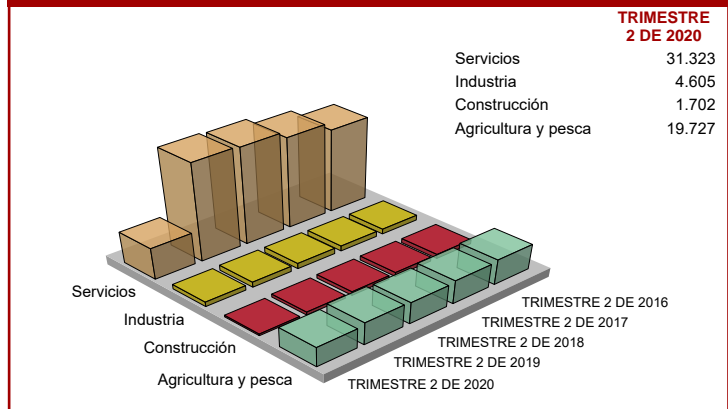 TRIMESTRE
2 DE 2020
Servicios 31.323
Industria 4.605
Construcción 1.702
Agricultura y pesca 19.727
Servicios
Industria
Construcción
Agricultura y pesca
TRIMESTRE 2 DE 2016
TRIMESTRE 2 DE 2017
TRIMESTRE 2 DE 2018
TRIMESTRE 2 DE 2019
TRIMESTRE 2 DE 2020